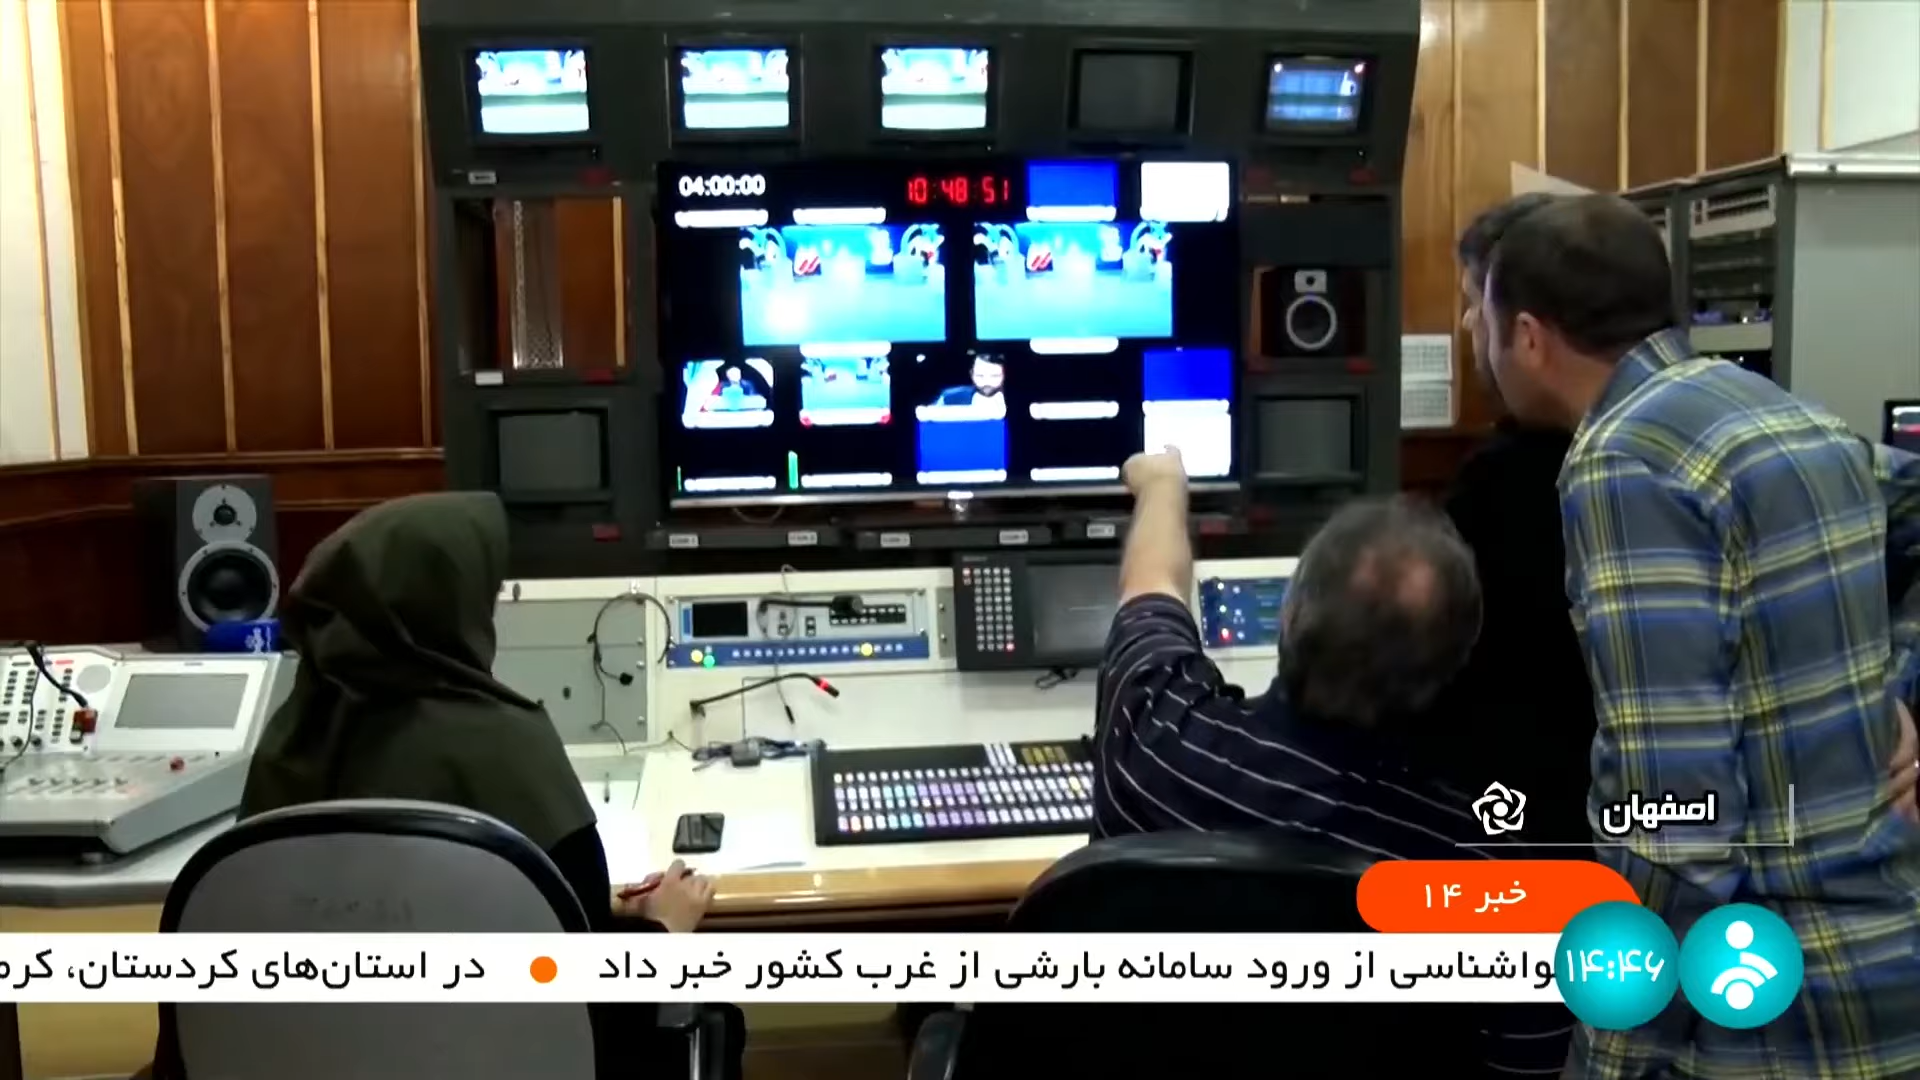 04:00:00
10:48:51
اصفهان
خبر ۱۴
۱۴:۴۶
واشناسی از ورود سامانه بارشی از غرب کشور خبر داد ● در استان‌های کردستان، کرم